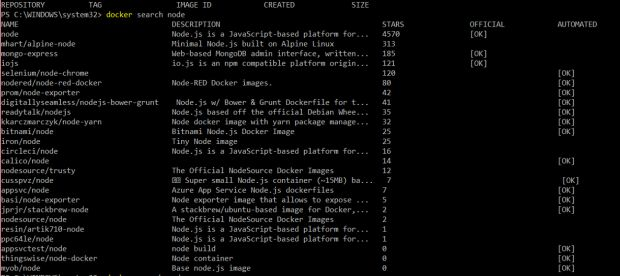 REPOSITORY TAG IMAGE ID CREATED SIZE
PS C:\WINDOWS\system32> docker search node
NAME DESCRIPTION STARS OFFICIAL AUTOMATED
node Node.js is a JavaScript-based platform for... 4570 [OK]
mhart/alpine-node Minimal Node.js built on Alpine Linux 313
mongo-express Web-based MongoDB admin interface, written... 185 [OK]
iojs io.js is an npm compatible platform origin... 121 [OK]
selenium/node-chrome 120 [OK]
nodered/node-red-docker Node-RED Docker images. 80 [OK]
prom/node-exporter 42 [OK]
digitallyseamless/nodejs-bower-grunt Node.js w/ Bower & Grunt Dockerfile for t... 41 [OK]
readytalk/nodejs Node.js based off the official Debian Whee... 35 [OK]
kkarczmarczyk/node-yarn Node docker image with yarn package manage... 32 [OK]
bitnami/node Bitnami Node.js Docker Image 25 [OK]
iron/node Tiny Node image 25
circleci/node Node.js is a JavaScript-based platform for... 16
calico/node 14 [OK]
nodesource/trusty The Official NodeSource Docker Images 12
cusspvz/node Super small Node.js container (~15MB) ba... 7 [OK]
appsvc/node Azure App Service Node.js dockerfiles 7 [OK]
basi/node-exporter Node exporter image that allows to expose ... 5 [OK]
jprjr/stackbrew-node A stackbrew/ubuntu-based image for Docker,... 2 [OK]
nodesource/node The Official NodeSource Docker Images 2
resin/artik710-node Node.js is a JavaScript-based platform for... 1
ppc64le/node Node.js is a JavaScript-based platform for... 1
appsvctest/node node build 0 [OK]
thingswise/node-docker Node container 0 [OK]
myob/node Base node.js image 0 [OK]